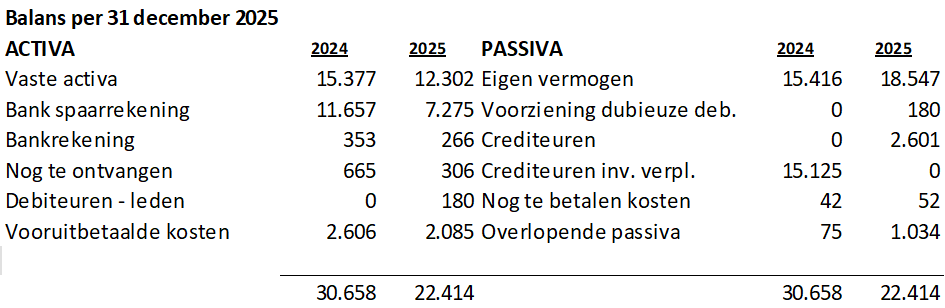 Balans per 31 december 2025
ACTIVA 2024 2025 PASSIVA 2024 2025
Vaste activa 15.377 12.302 Eigen vermogen 15.416 18.547
Bank spaarrekening 11.657 7.275 Voorziening dubieuze deb. 0 180
Bankrekening 353 266 Crediteuren 0 2.601
Nog te ontvangen 665 306 Crediteuren inv. verpl. 15.125 0
Debiteuren - leden 0 180 Nog te betalen kosten 42 52
Vooruitbetaalde kosten 2.606 2.085 Overlopende passiva 75 1.034
30.658 22.414 30.658 22.414